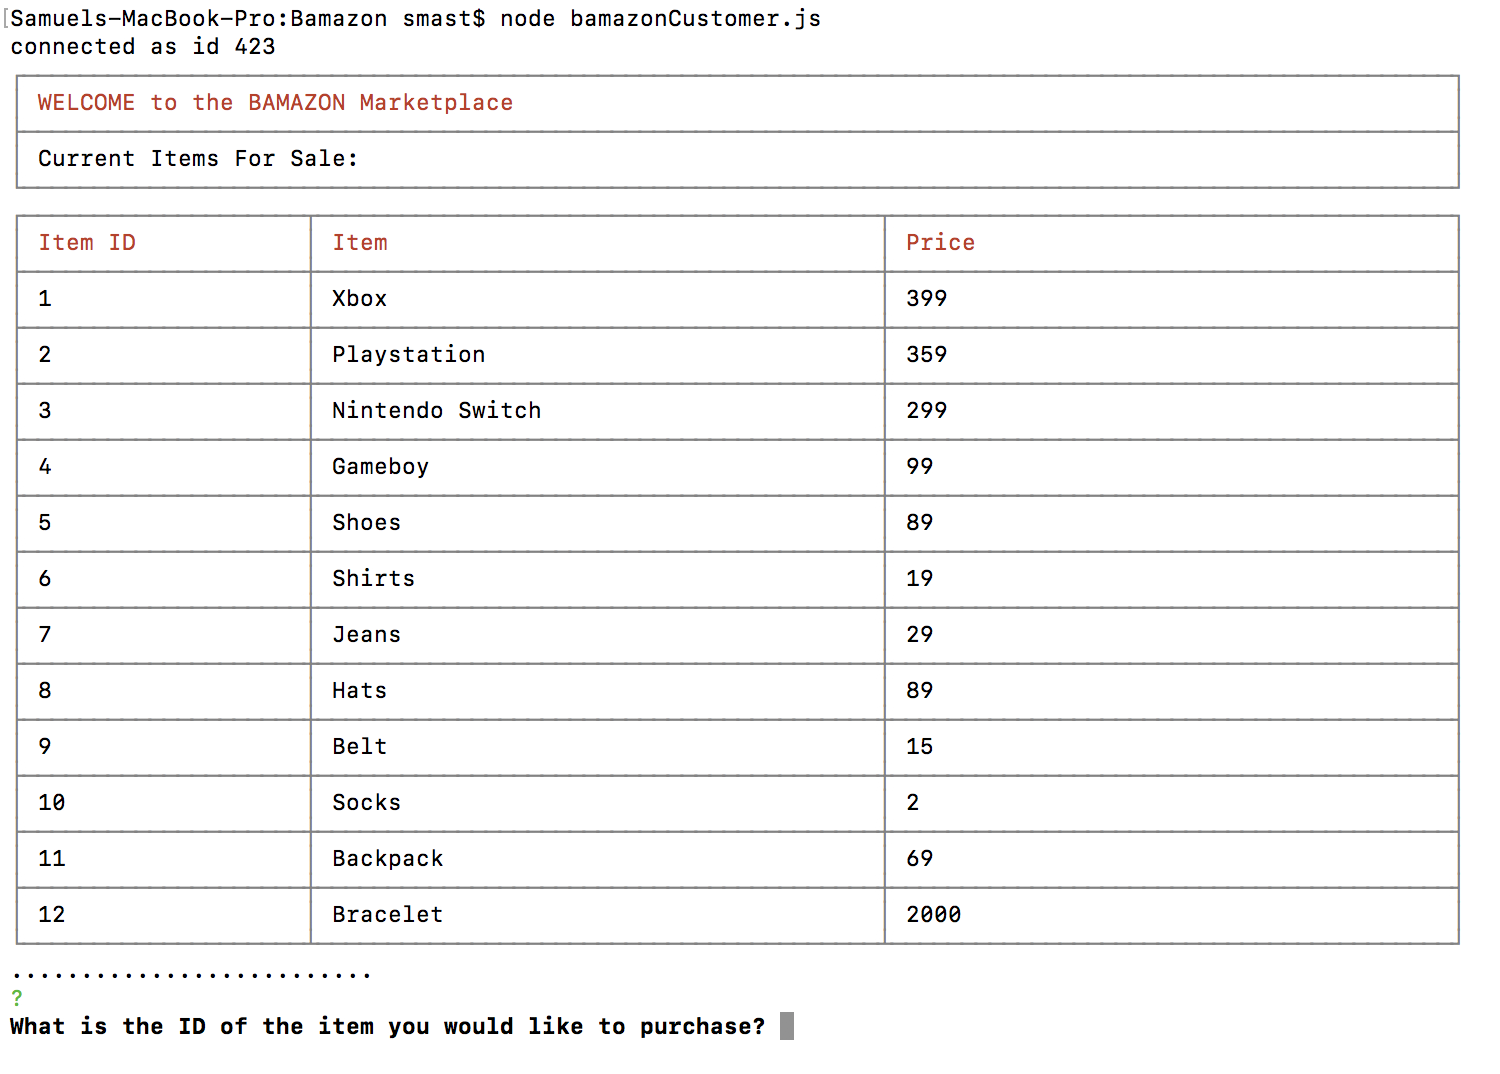 [Samuels-MacBook-Pro:Bamazon smast$ node bamazonCustomer.js
connected as id 423
WELCOME to the BAMAZON Marketplace
Current Items For Sale:
Item ID Item Price
1 Xbox 399
2 Playstation 359
3 Nintendo Switch 299
4 Gameboy 99
5 Shoes 89
6 Shirts 19
7 Jeans 29
8 Hats 89
9 Belt 15
10 Socks 2
11 Backpack 69
12 Bracelet 2000
..........................
?
What is the ID of the item you would like to purchase?